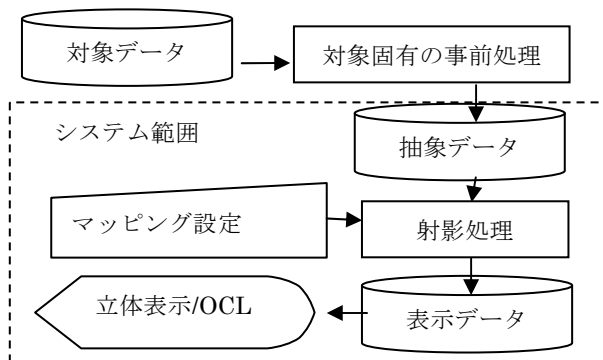 対象データ
対象固有の事前処理
システム範囲
抽象データ
マッピング設定
射影処理
立体表示/OCL
表示データ